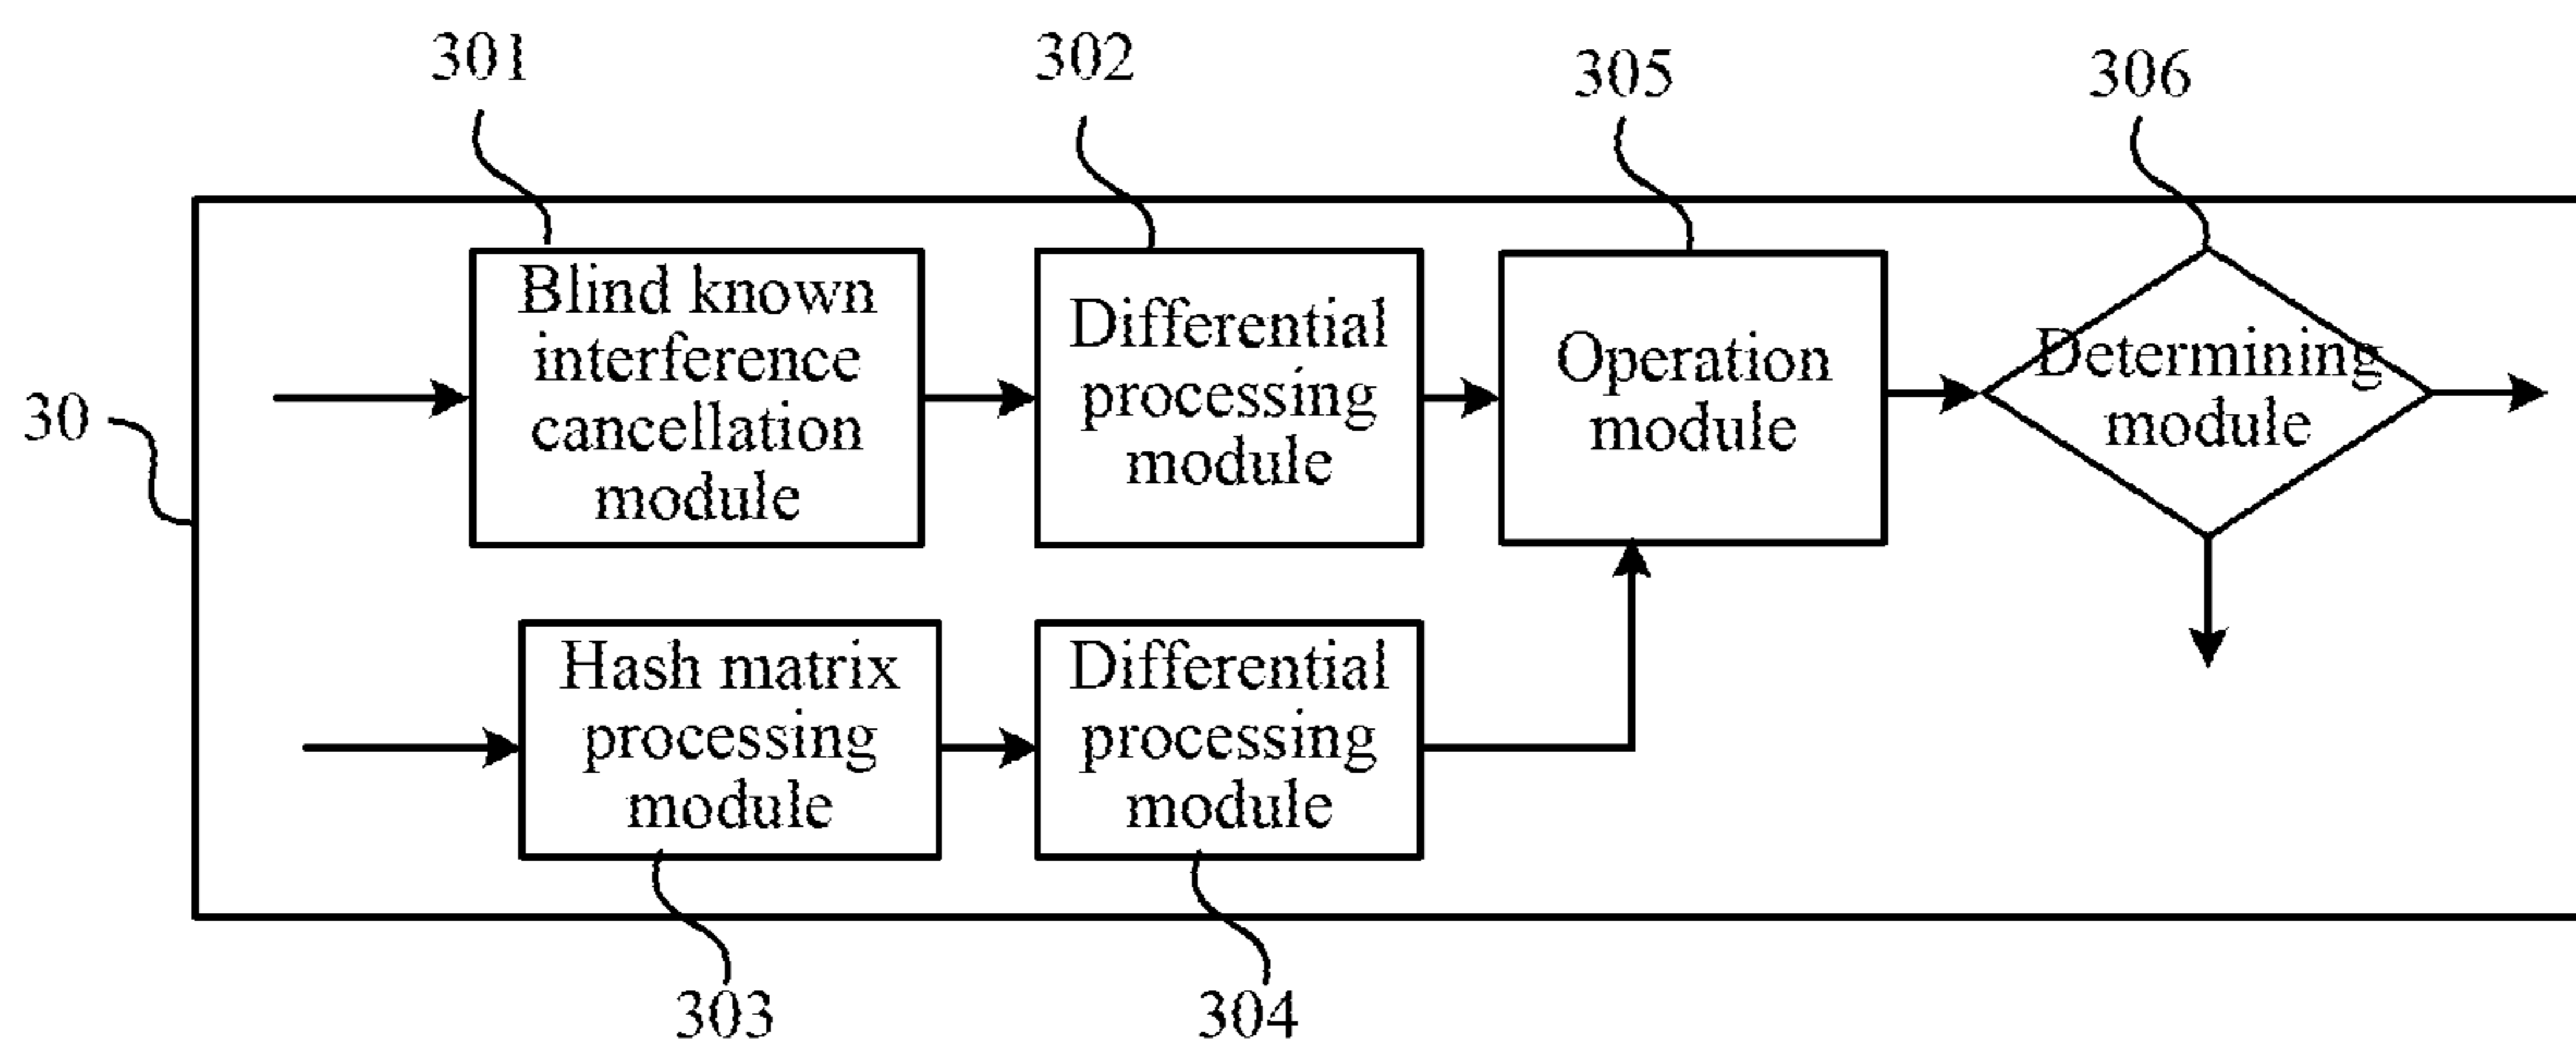 301
302
305
306
30
Blind known
interference
cancellation
module
Differential
processing
module
Operation
module
Determining
module
Hash matrix
processing
module
Differential
processing
module
303
304